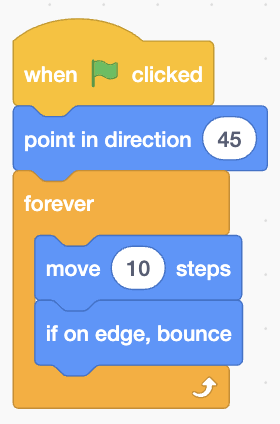 when clicked
point in direction 45
forever
move 10 steps
if on edge, bounce